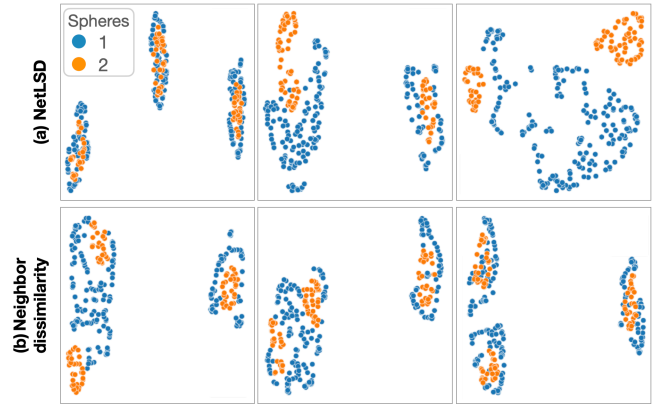 Spheres
1
2
(a) NetLSD
(b) Neighbor
dissimilarity